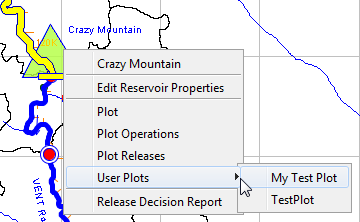 Crazy Mountain
Crazy Mountain
Edit Reservoir Properties
Plot
Plot Operations
Plot Releases
User Plots
My Test Plot
TestPlot
Release Decision Report
VENT